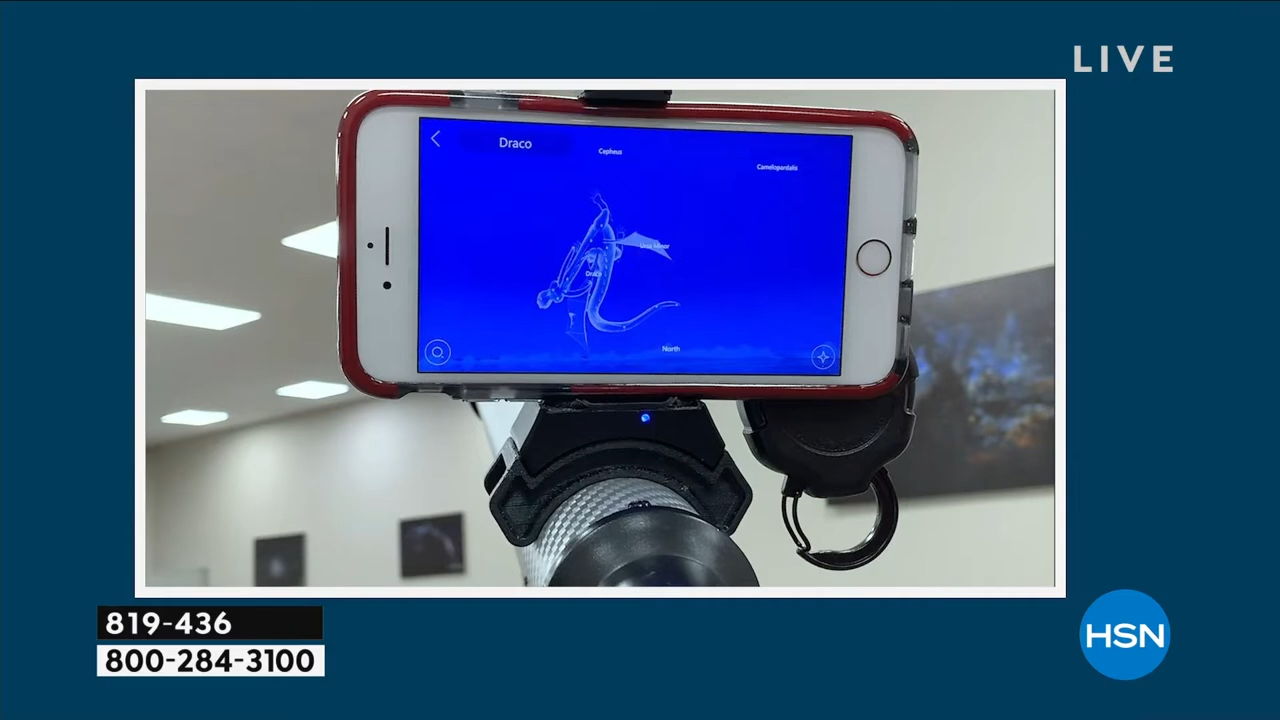 LIVE
Draco
Cepheus
Camelopardalis
Ursa Minor
Draco
North
819-436
800-284-3100
HSN